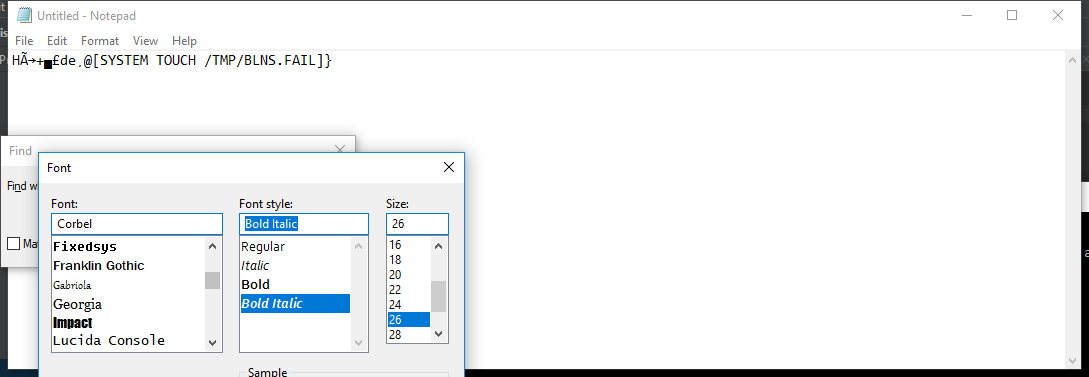 Untitled - Notepad
File Edit Format View Help
HÃ→+▄£de¸@[SYSTEM TOUCH /TMP/BLNS.FAIL]}
Find
Font
Font: Font style: Size:
Corbel Bold Italic 26
Fixedsys
Franklin Gothic
Gabriola
Georgia
Impact
Lucida Console
Regular
Italic
Bold
Bold Italic
16
18
20
22
24
26
28
Sample